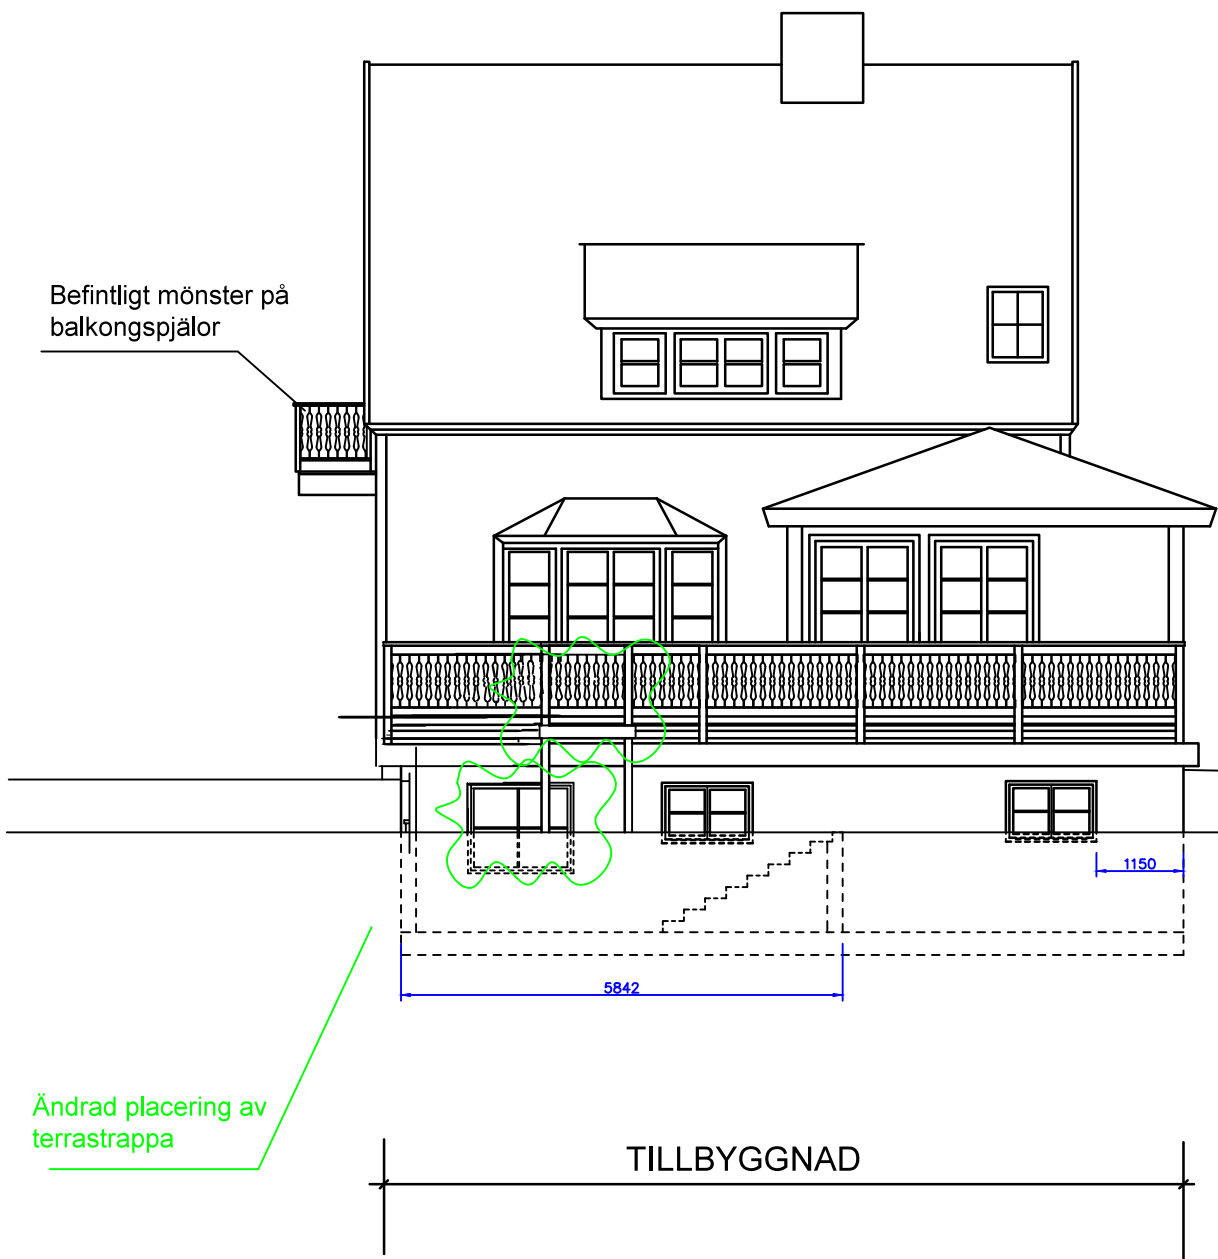 Befintligt mönster på
balkongspjälor
1150
5842
Ändrad placering av
terrastrappa
TILLBYGGNAD